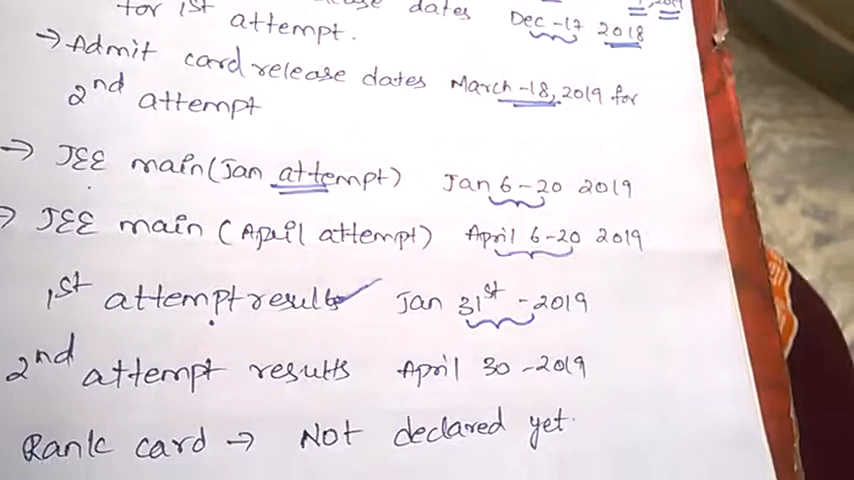 for 1st release dates Dec-17 2018
attempt.
→ Admit card release dates March-18, 2019 for
2nd attempt
→ JEE main (Jan attempt) Jan 6-20 2019
→ JEE main (April attempt) April 6-20 2019
1st attempt results Jan 31st -2019
2nd attempt results April 30 -2019
Rank card → Not declared yet.